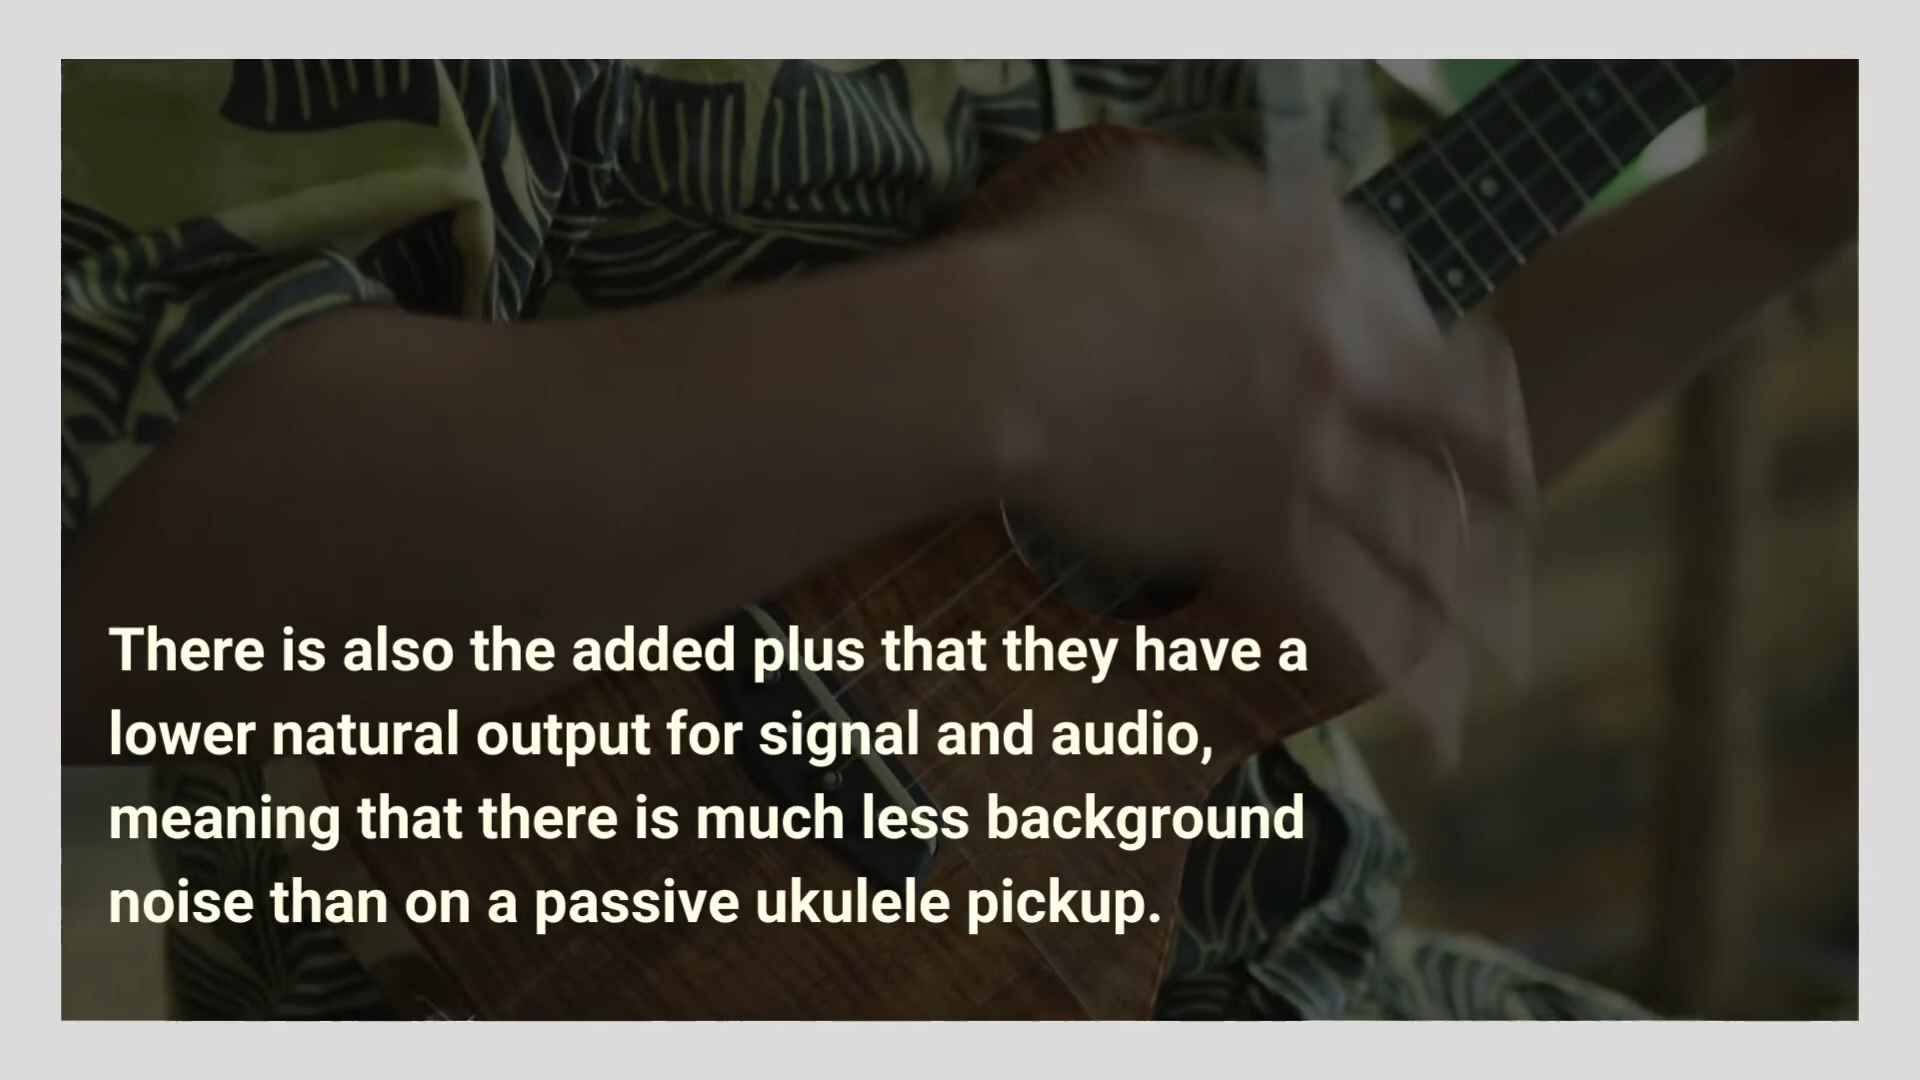 There is also the added plus that they have a
lower natural output for signal and audio,
meaning that there is much less background
noise than on a passive ukulele pickup.